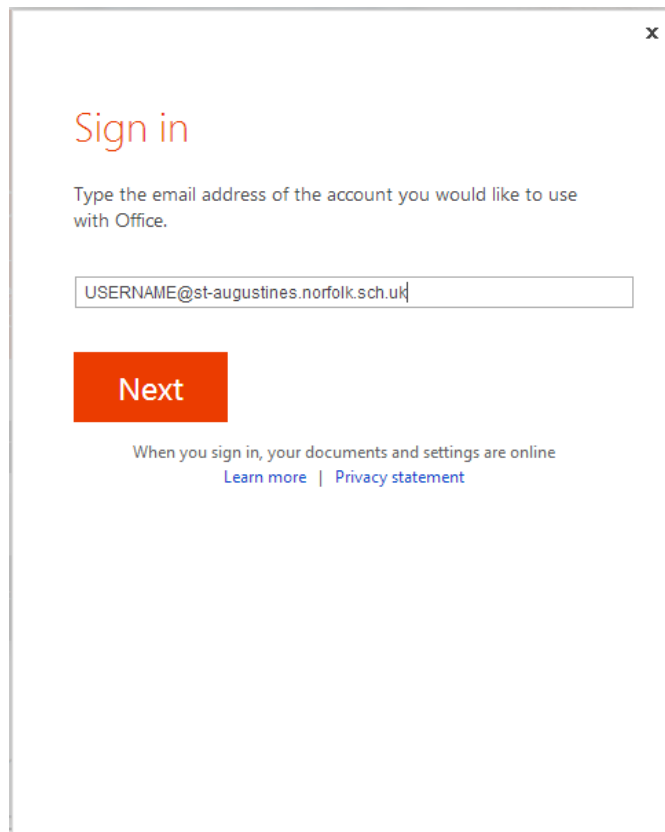 x
Sign in
Type the email address of the account you would like to use
with Office.
USERNAME@st-augustines.norfolk.sch.uk
Next
When you sign in, your documents and settings are online
Learn more | Privacy statement